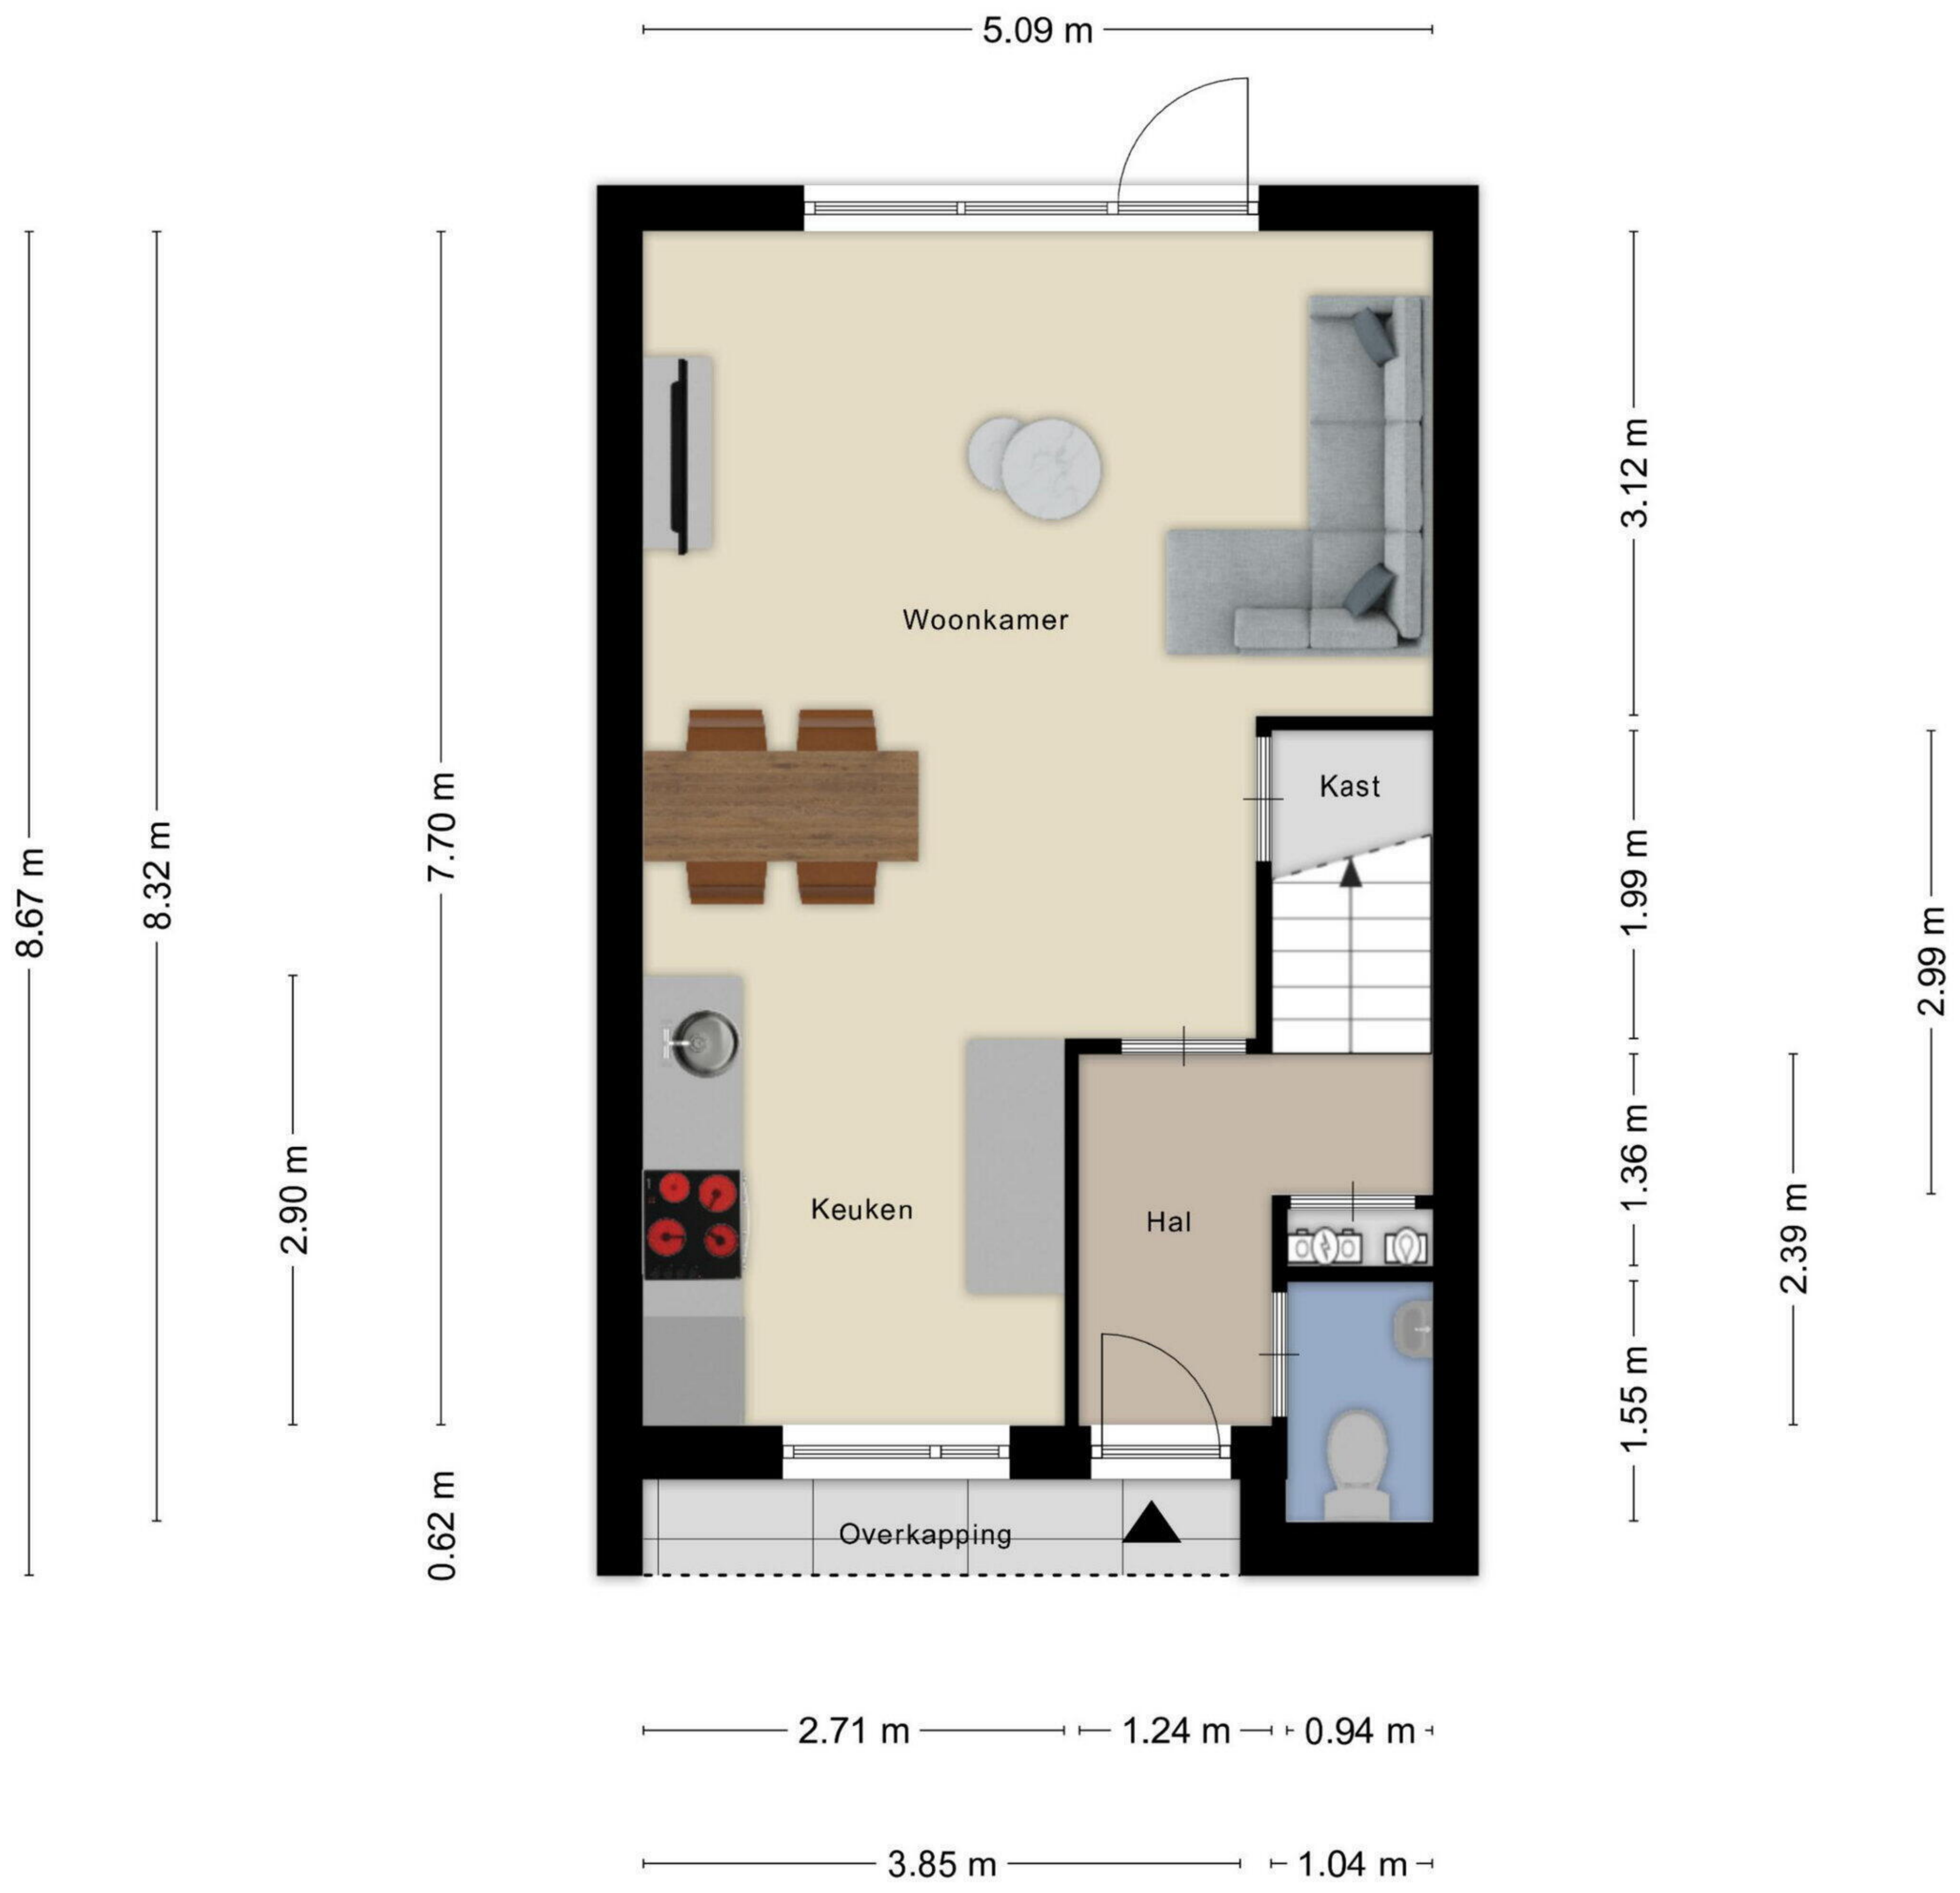 5.09 m
8.67 m
8.32 m
2.90 m
7.70 m
0.62 m
Woonkamer
Kast
Keuken
Hal
Overkapping
3.12 m
1.99 m
1.36 m
1.55 m
2.39 m
2.99 m
2.71 m
1.24 m
0.94 m
3.85 m
1.04 m